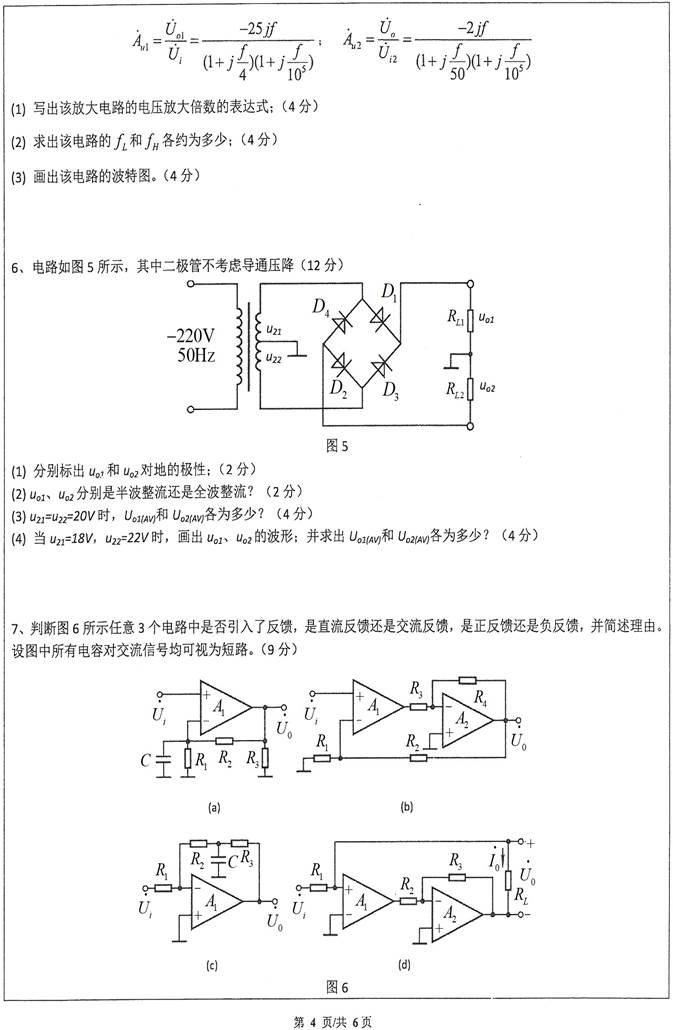 Ȧu1 = U̇o1 / U̇i = −25jf / (1+j f/4)(1+j f/10⁵) ； Ȧu2 = U̇o / U̇i2 = −2jf / (1+j f/50)(1+j f/10⁵)
(1) 写出该放大电路的电压放大倍数的表达式；（4 分）
(2) 求出该电路的 fL 和 fH 各约为多少；（4 分）
(3) 画出该电路的波特图。（4 分）
6、电路如图 5 所示，其中二极管不考虑导通压降（12 分）
~220V
50Hz
u21
u22
D4
D1
D2
D3
RL1
uo1
RL2
uo2
图 5
(1) 分别标出 uo1 和 uo2 对地的极性；（2 分）
(2) uo1、uo2 分别是半波整流还是全波整流？（2 分）
(3) u21=u22=20V 时，Uo1(AV)和 Uo2(AV)各为多少？（4 分）
(4) 当 u21=18V，u22=22V 时，画出 uo1、uo2 的波形；并求出 Uo1(AV)和 Uo2(AV)各为多少？（4 分）
7、判断图 6 所示任意 3 个电路中是否引入了反馈，是直流反馈还是交流反馈，是正反馈还是负反馈，并简述理由。
设图中所有电容对交流信号均可视为短路。（9 分）
U̇i + − A1 U̇0 C R1 R2 R3
(a)
U̇i + − A1 R3 R4 − + A2 U̇0 R1 R2
(b)
R1 R2 C R3 U̇i − + A1 U̇0
(c)
R1 U̇i + − A1 R2 R3 − + A2 İ0 + U̇0 RL −
(d)
图 6
第 4 页/共 6 页